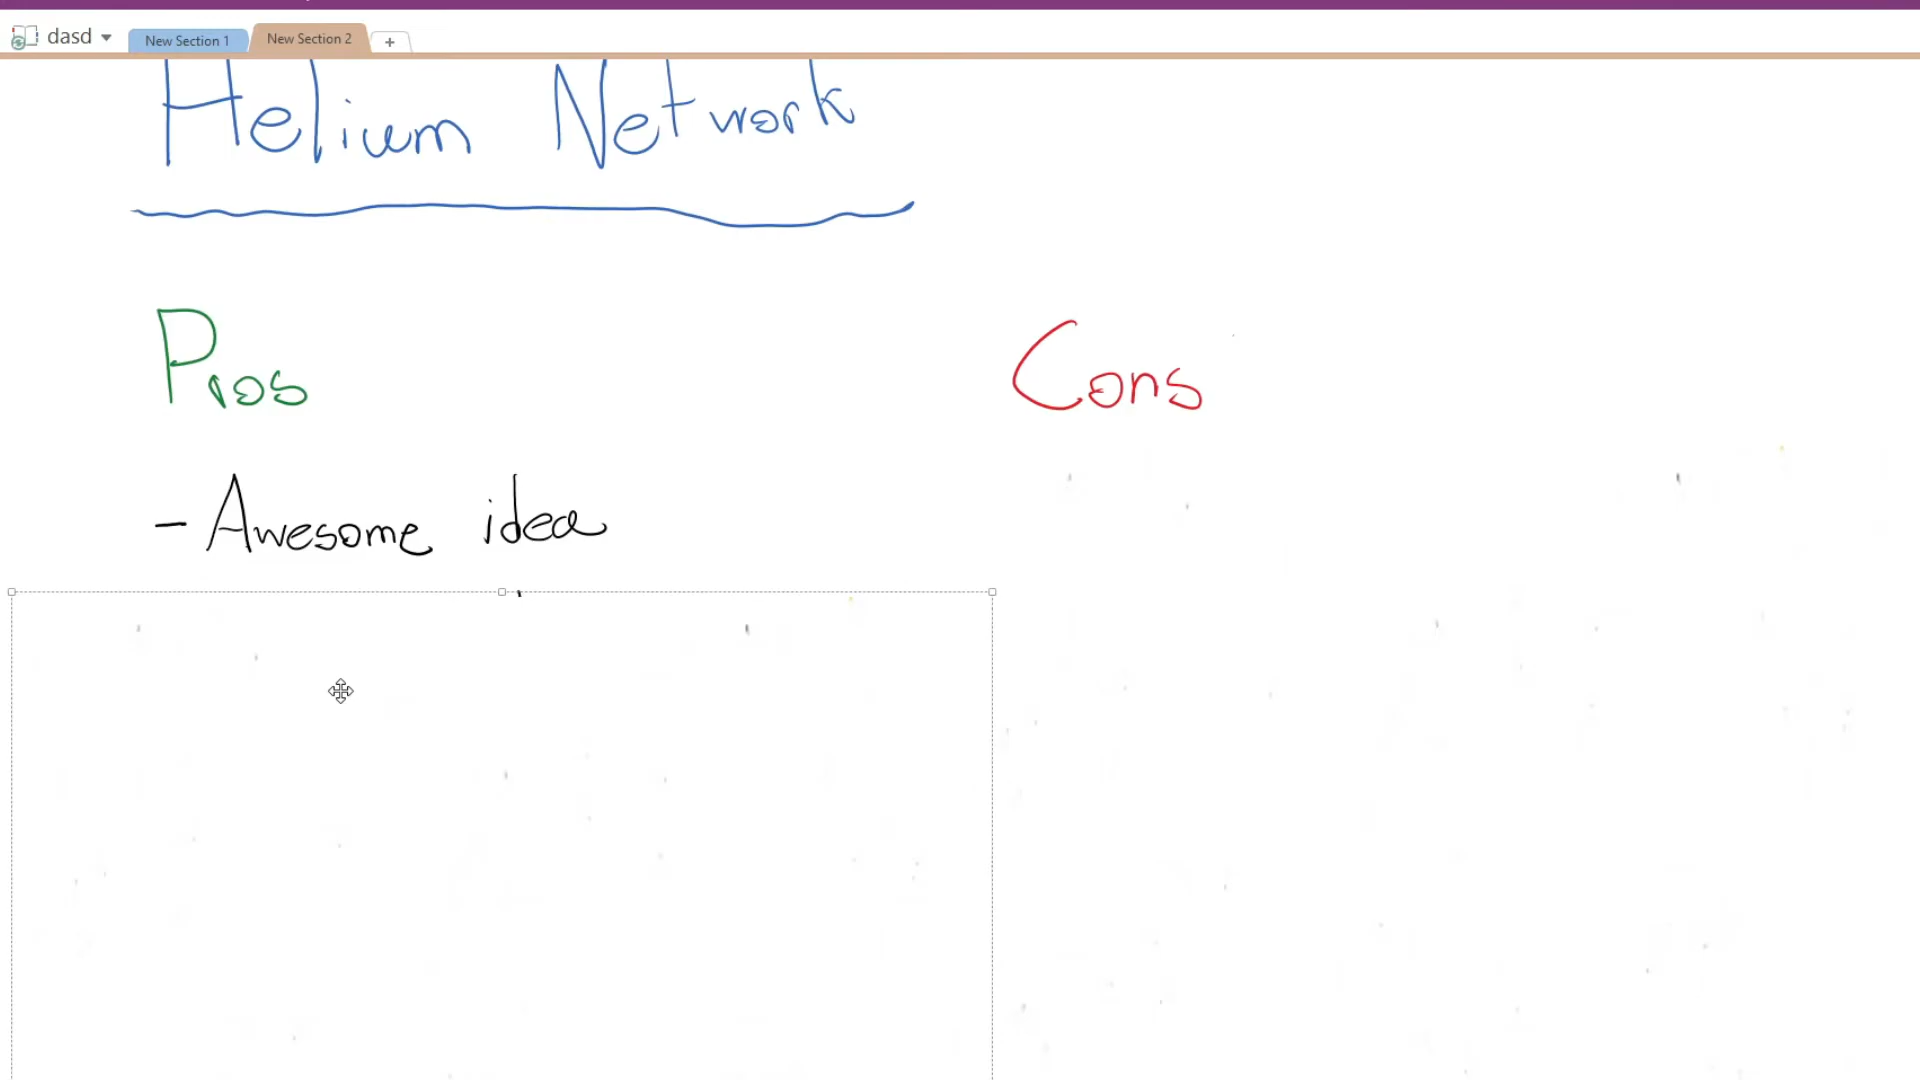 dasd New Section 1 New Section 2 +
Helium Network
Pros Cons
- Awesome idea